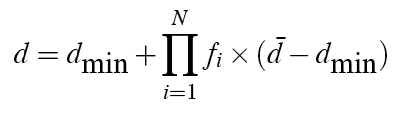 d = d_min + ∏_{i=1}^{N} f_i × (d̄ − d_min)